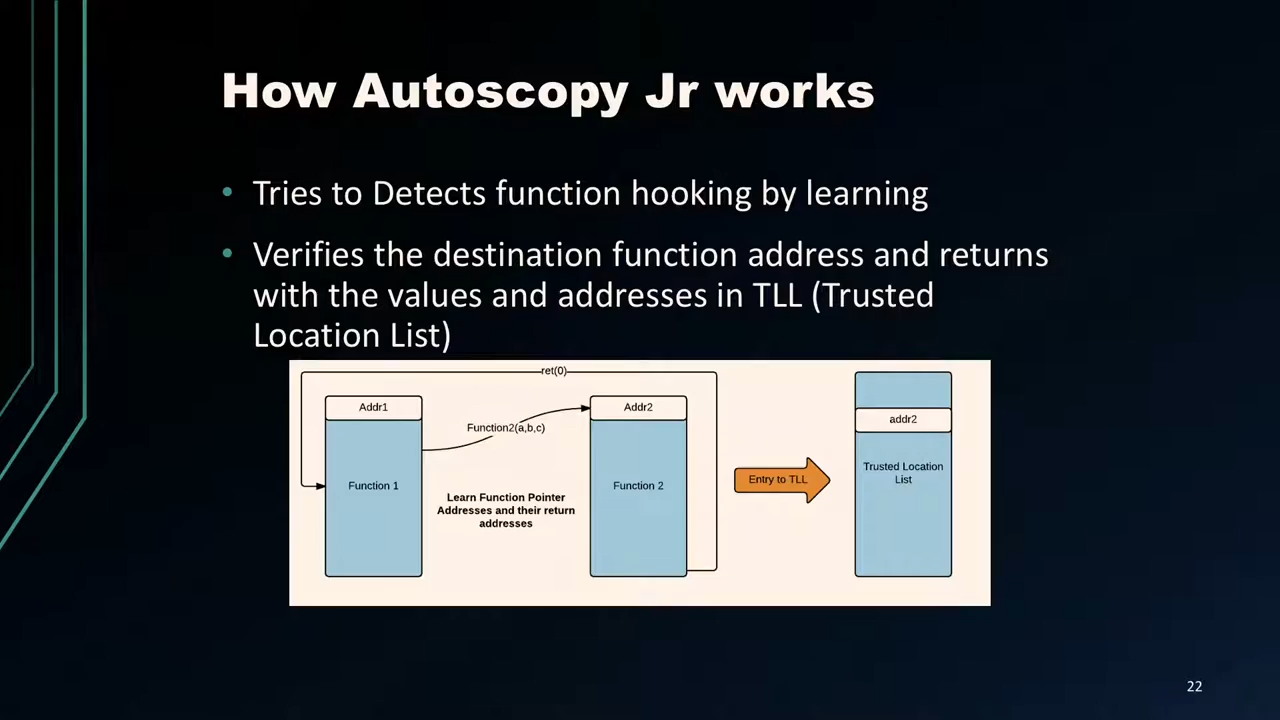 How Autoscopy Jr works
• Tries to Detects function hooking by learning
• Verifies the destination function address and returns
with the values and addresses in TLL (Trusted
Location List)
ret(0)
Addr1
Addr2
addr2
Function2(a,b,c)
Trusted Location
List
Entry to TLL
Function 1
Function 2
Learn Function Pointer
Addresses and their return
addresses
22